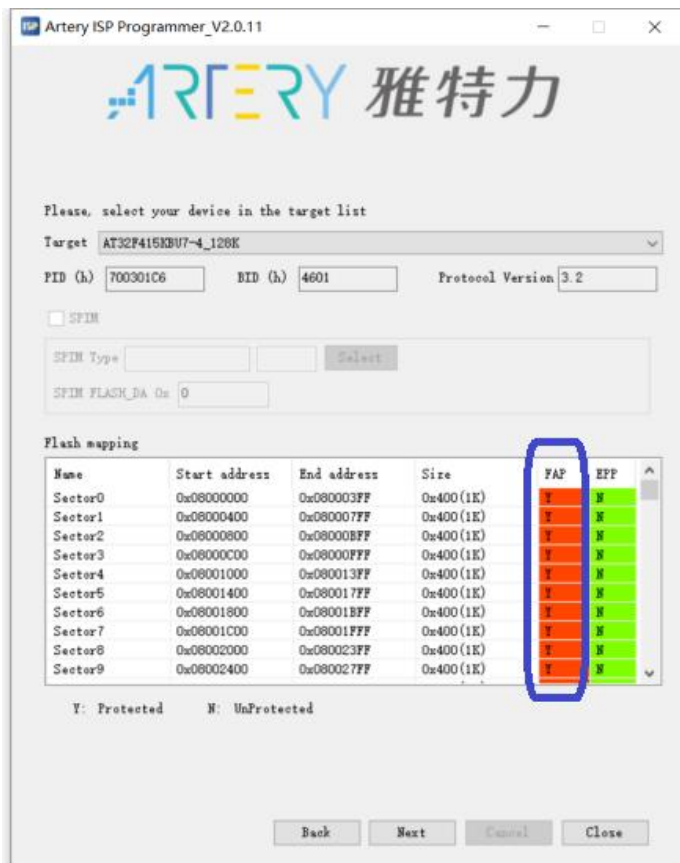 ISP Artery ISP Programmer_V2.0.11
ARTERY 雅特力
Please, select your device in the target list
Target AT32F415KBU7-4_128K
PID (h) 700301C6 BID (h) 4601 Protocol Version 3.2
SPIM
SPIM Type Select
SPIM FLASH_DA 0x 0
Flash mapping
Name Start address End address Size FAP EPP
Sector0 0x08000000 0x080003FF 0x400(1K) Y N
Sector1 0x08000400 0x080007FF 0x400(1K) Y N
Sector2 0x08000800 0x08000BFF 0x400(1K) Y N
Sector3 0x08000C00 0x08000FFF 0x400(1K) Y N
Sector4 0x08001000 0x080013FF 0x400(1K) Y N
Sector5 0x08001400 0x080017FF 0x400(1K) Y N
Sector6 0x08001800 0x08001BFF 0x400(1K) Y N
Sector7 0x08001C00 0x08001FFF 0x400(1K) Y N
Sector8 0x08002000 0x080023FF 0x400(1K) Y N
Sector9 0x08002400 0x080027FF 0x400(1K) Y N
Y: Protected N: UnProtected
Back Next Cancel Close